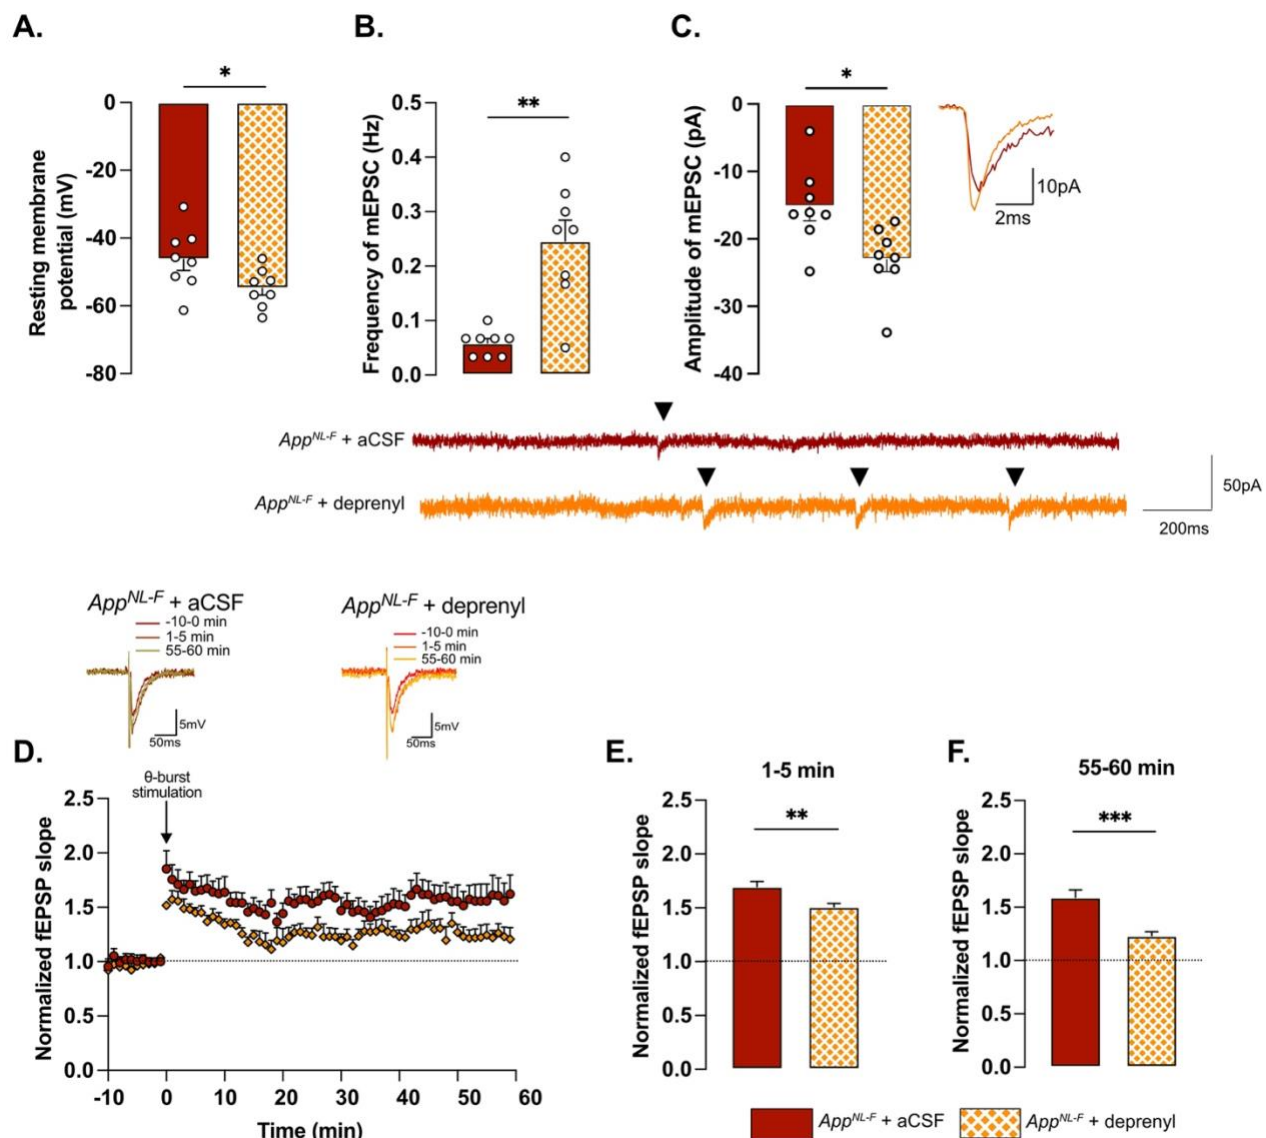 A.
B.
C.
*
**
*
0
-20
-40
-60
-80
Resting membrane
potential (mV)
0.5
0.4
0.3
0.2
0.1
0.0
Frequency of mEPSC (Hz)
0
-10
-20
-30
-40
Amplitude of mEPSC (pA)
10pA
2ms
App^NL-F + aCSF
App^NL-F + deprenyl
50pA
200ms
App^NL-F + aCSF
-10-0 min
1-5 min
55-60 min
5mV
50ms
App^NL-F + deprenyl
-10-0 min
1-5 min
55-60 min
5mV
50ms
D.
θ-burst
stimulation
2.5
2.0
1.5
1.0
0.5
0.0
Normalized fEPSP slope
-10 0 10 20 30 40 50 60
Time (min)
E.
1-5 min
**
2.5
2.0
1.5
1.0
0.5
0.0
Normalized fEPSP slope
F.
55-60 min
***
2.5
2.0
1.5
1.0
0.5
0.0
Normalized fEPSP slope
App^NL-F + aCSF
App^NL-F + deprenyl